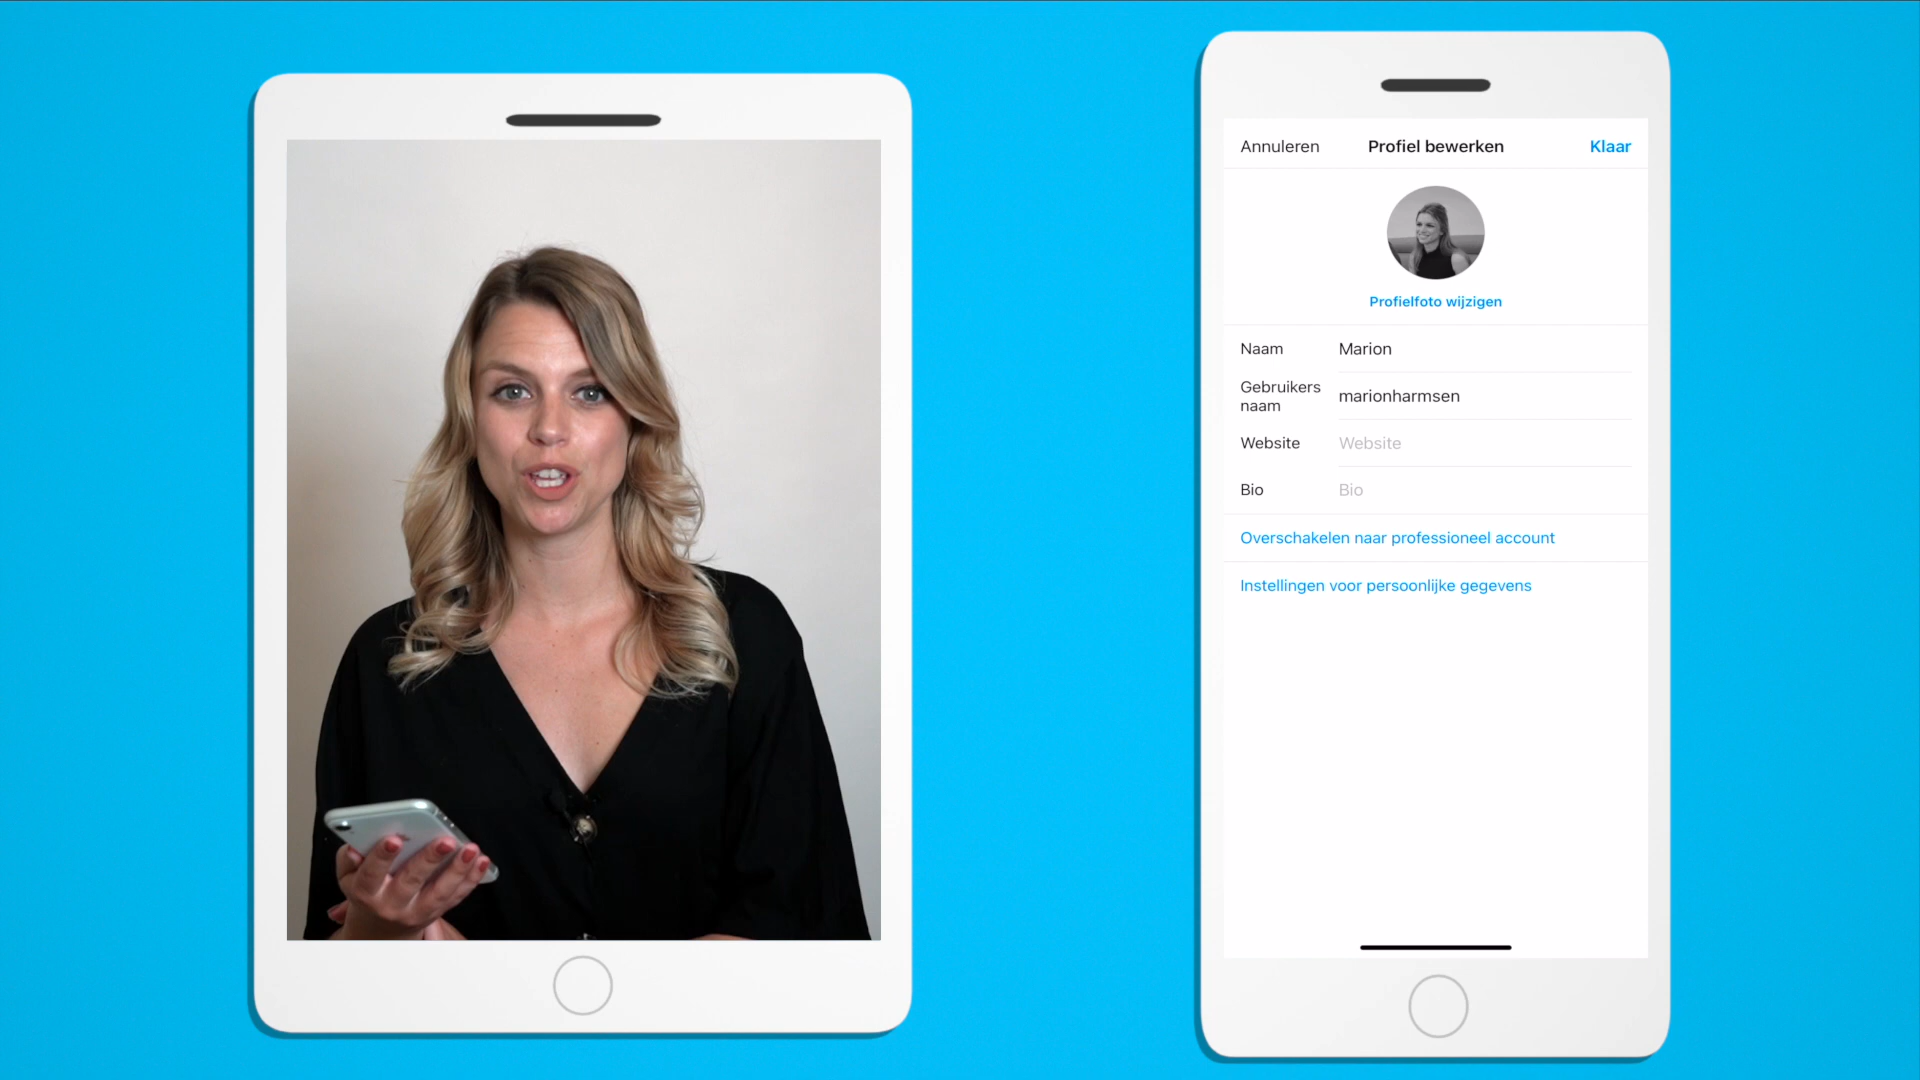 Annuleren Profiel bewerken Klaar
Profielfoto wijzigen
Naam Marion
Gebruikers
naam marionharmsen
Website Website
Bio Bio
Overschakelen naar professioneel account
Instellingen voor persoonlijke gegevens